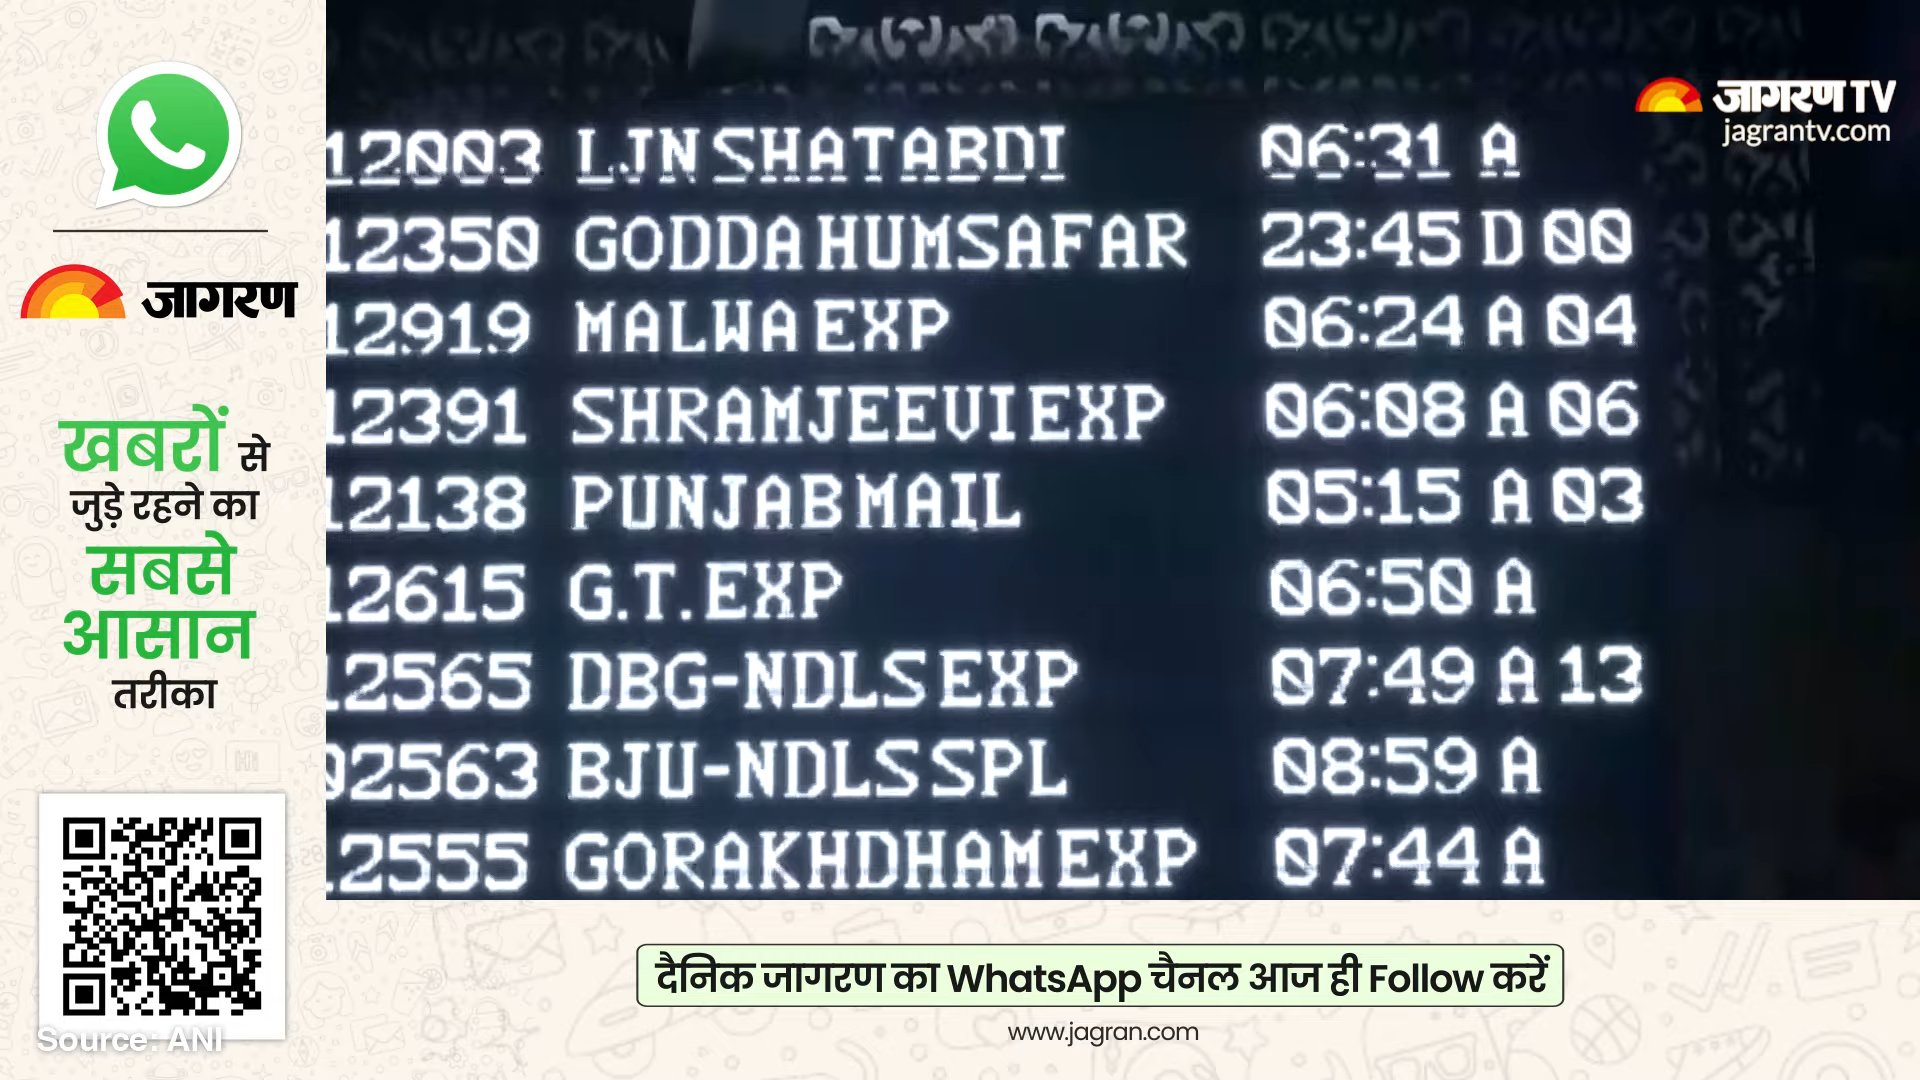 जागरण
खबरों से
जुड़े रहने का
सबसे
आसान
तरीका
Source: ANI
12003 LJN SHATABDI 06:31 A
12350 GODDA HUMSAFAR 23:45 D 00
12919 MALWA EXP 06:24 A 04
12391 SHRAMJEEVI EXP 06:08 A 06
12138 PUNJAB MAIL 05:15 A 03
12615 G.T. EXP 06:50 A
12565 DBG-NDLS EXP 07:49 A 13
02563 BJU-NDLS SPL 08:59 A
12555 GORAKHDHAM EXP 07:44 A
जागरण TV
jagrantv.com
दैनिक जागरण का WhatsApp चैनल आज ही Follow करें
www.jagran.com